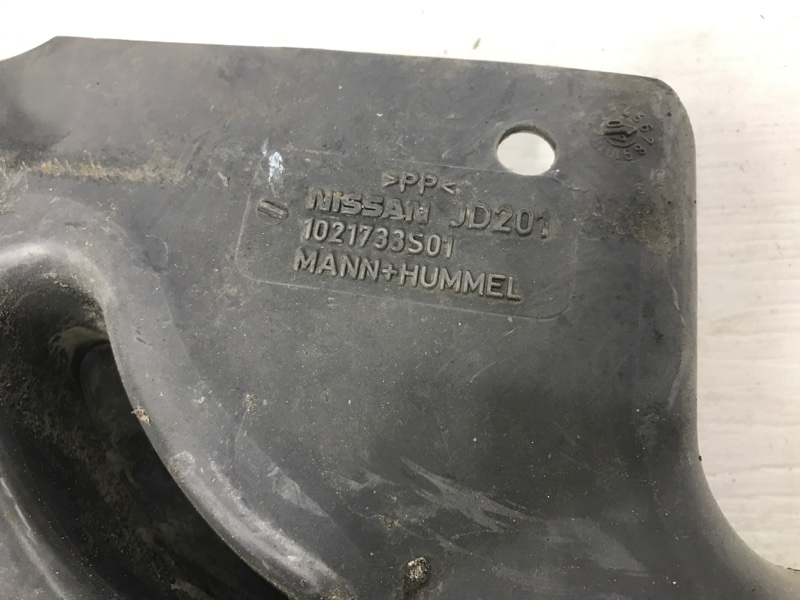 >PP<
NISSAN JD201
1021733S01
MANN+HUMMEL